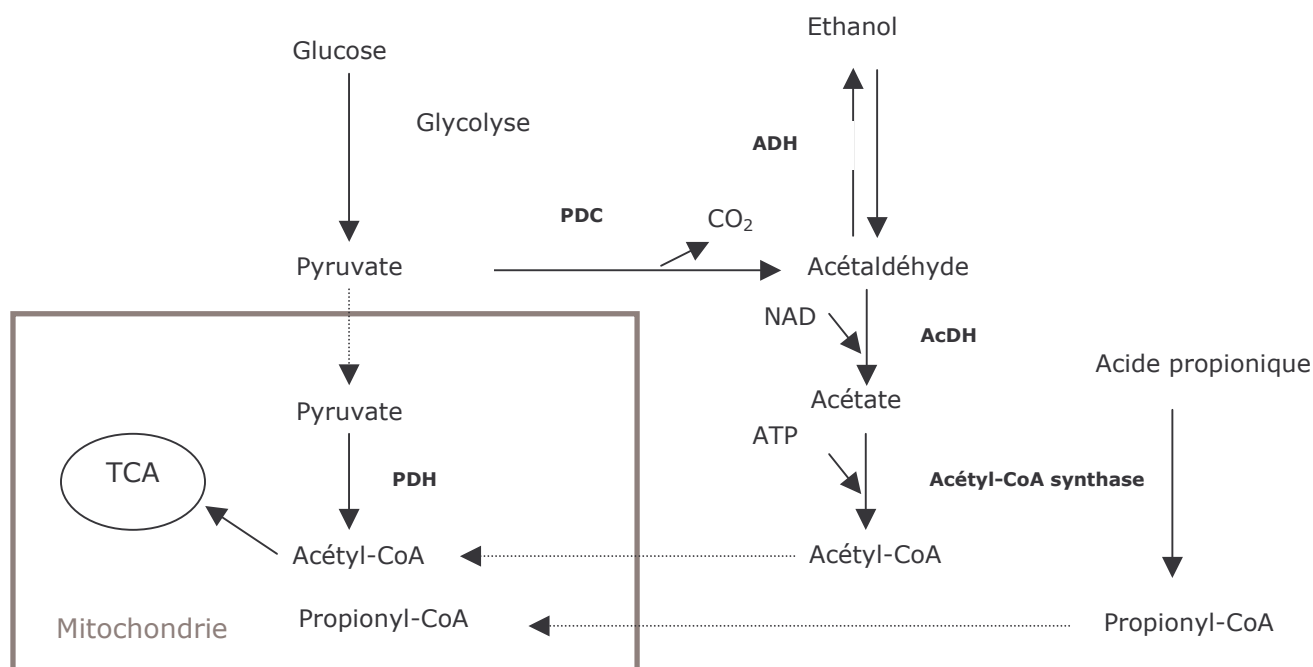 Ethanol
Glucose
Glycolyse
ADH
PDC
CO₂
Pyruvate
Acétaldéhyde
NAD
AcDH
Acide propionique
Acétate
Pyruvate
ATP
TCA
PDH
Acétyl-CoA synthase
Acétyl-CoA
Acétyl-CoA
Propionyl-CoA
Propionyl-CoA
Mitochondrie